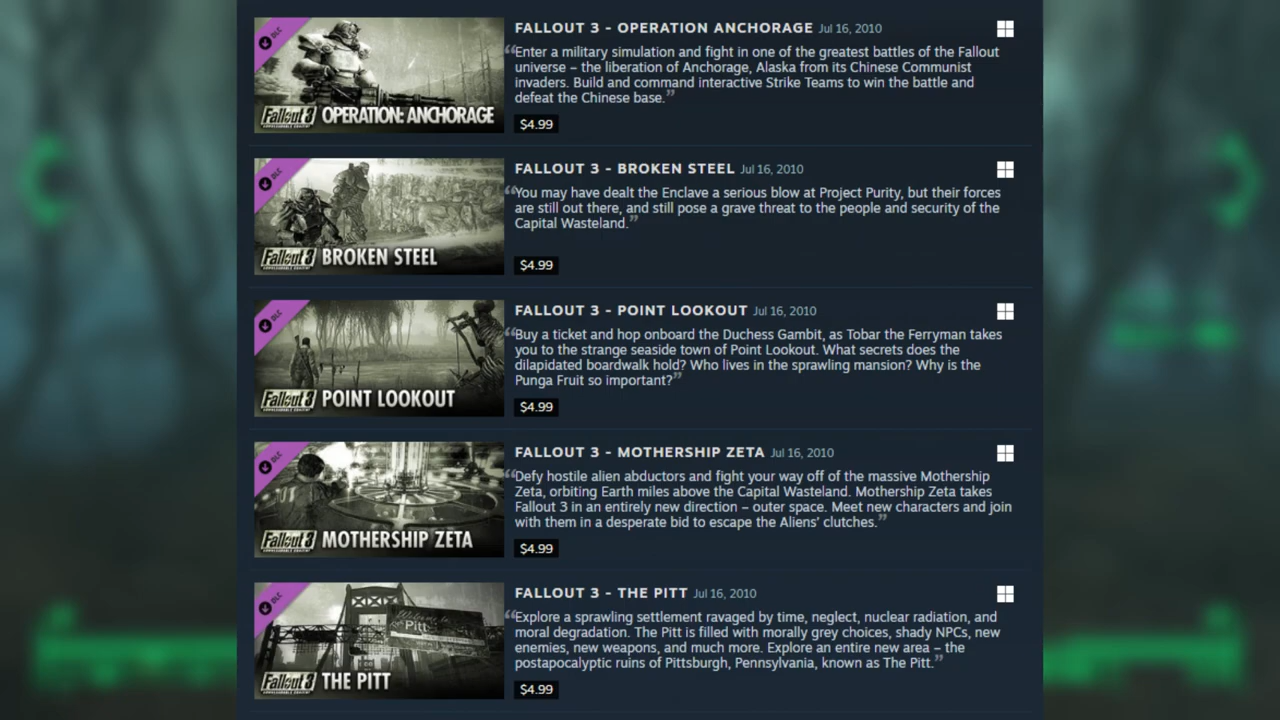 DLC
Fallout 3
OPERATION: ANCHORAGE
FALLOUT 3 - OPERATION ANCHORAGE Jul 16, 2010
“Enter a military simulation and fight in one of the greatest battles of the Fallout
universe – the liberation of Anchorage, Alaska from its Chinese Communist
invaders. Build and command interactive Strike Teams to win the battle and
defeat the Chinese base.”
$4.99
DLC
Fallout 3
BROKEN STEEL
FALLOUT 3 - BROKEN STEEL Jul 16, 2010
“You may have dealt the Enclave a serious blow at Project Purity, but their forces
are still out there, and still pose a grave threat to the people and security of the
Capital Wasteland.”
$4.99
DLC
Fallout 3
POINT LOOKOUT
FALLOUT 3 - POINT LOOKOUT Jul 16, 2010
“Buy a ticket and hop onboard the Duchess Gambit, as Tobar the Ferryman takes
you to the strange seaside town of Point Lookout. What secrets does the
dilapidated boardwalk hold? Who lives in the sprawling mansion? Why is the
Punga Fruit so important?”
$4.99
DLC
Fallout 3
MOTHERSHIP ZETA
FALLOUT 3 - MOTHERSHIP ZETA Jul 16, 2010
“Defy hostile alien abductors and fight your way off of the massive Mothership
Zeta, orbiting Earth miles above the Capital Wasteland. Mothership Zeta takes
Fallout 3 in an entirely new direction – outer space. Meet new characters and join
with them in a desperate bid to escape the Aliens’ clutches.”
$4.99
DLC
Pitt
Fallout 3
THE PITT
FALLOUT 3 - THE PITT Jul 16, 2010
“Explore a sprawling settlement ravaged by time, neglect, nuclear radiation, and
moral degradation. The Pitt is filled with morally grey choices, shady NPCs, new
enemies, new weapons, and much more. Explore an entire new area – the
postapocalyptic ruins of Pittsburgh, Pennsylvania, known as The Pitt.”
$4.99